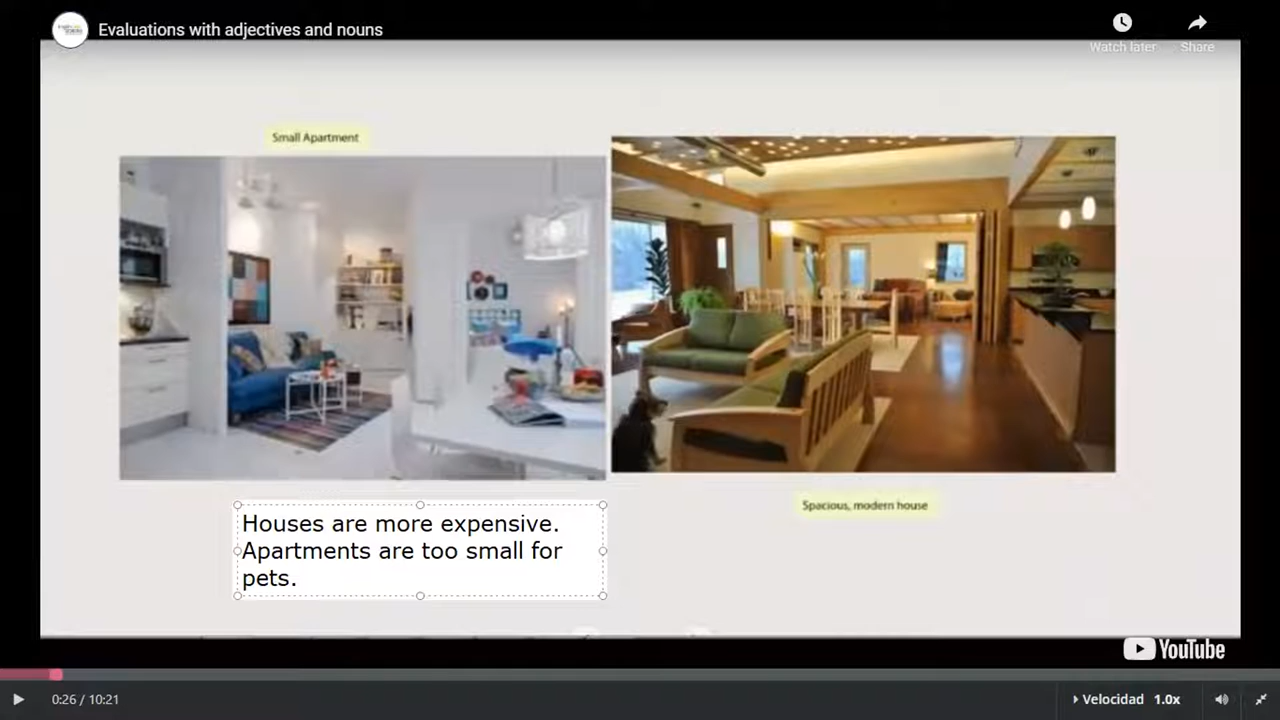 Evaluations with adjectives and nouns
Watch later
Share
Small Apartment
Spacious, modern house
Houses are more expensive.
Apartments are too small for
pets.
YouTube
0:26 / 10:21
Velocidad 1.0x